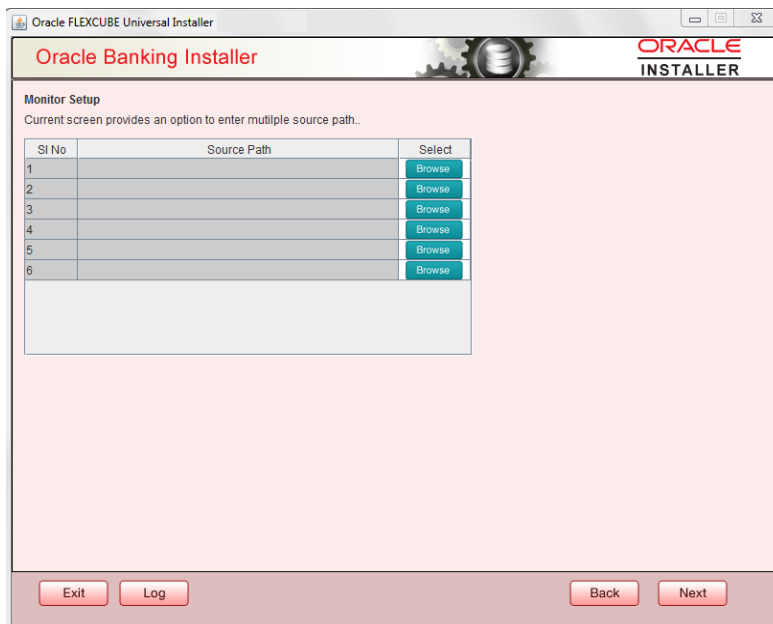 Oracle FLEXCUBE Universal Installer
Oracle Banking Installer
ORACLE
INSTALLER
Monitor Setup
Current screen provides an option to enter mutilple source path..
Sl No Source Path Select
1 Browse
2 Browse
3 Browse
4 Browse
5 Browse
6 Browse
Exit Log Back Next